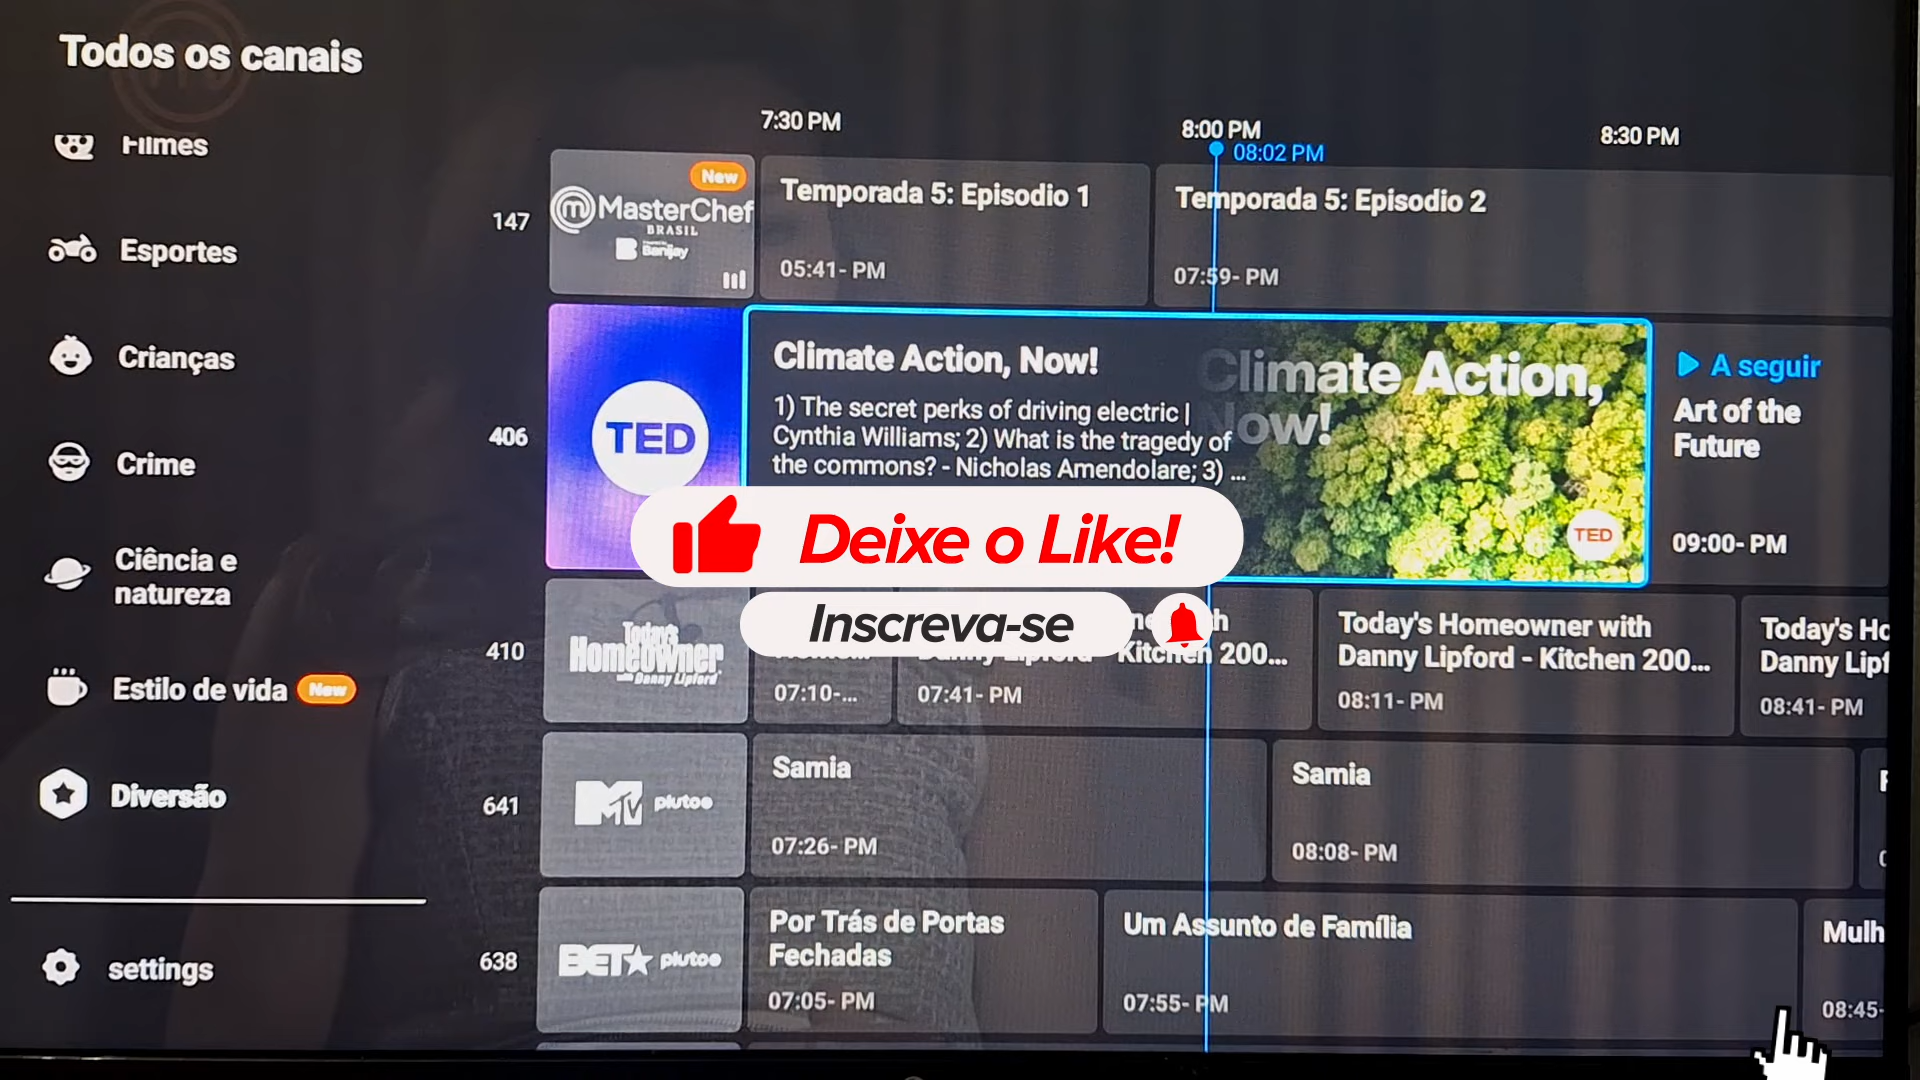 Todos os canais
7:30 PM
8:00 PM
8:30 PM
08:02 PM
Filmes
Esportes
Crianças
Crime
Ciência e
natureza
Estilo de vida New
Diversão
settings
147
New
MasterChef
BRASIL
Banijay
Temporada 5: Episodio 1
05:41- PM
Temporada 5: Episodio 2
07:59- PM
406
TED
Climate Action, Now!
1) The secret perks of driving electric |
Cynthia Williams; 2) What is the tragedy of
the commons? - Nicholas Amendolare; 3) ...
Climate Action,
Now!
TED
A seguir
Art of the
Future
09:00- PM
Deixe o Like!
Inscreva-se
410
Today's
Homeowner
with Danny Lipford
07:10-...
Danny Lipford - Kitchen 200...
07:41- PM
Today's Homeowner with
Danny Lipford - Kitchen 200...
08:11- PM
Today's Ho
Danny Lipf
08:41- PM
641
MTV pluto
Samia
07:26- PM
Samia
08:08- PM
638
BET pluto
Por Trás de Portas
Fechadas
07:05- PM
Um Assunto de Família
07:55- PM
Mulh
08:45-